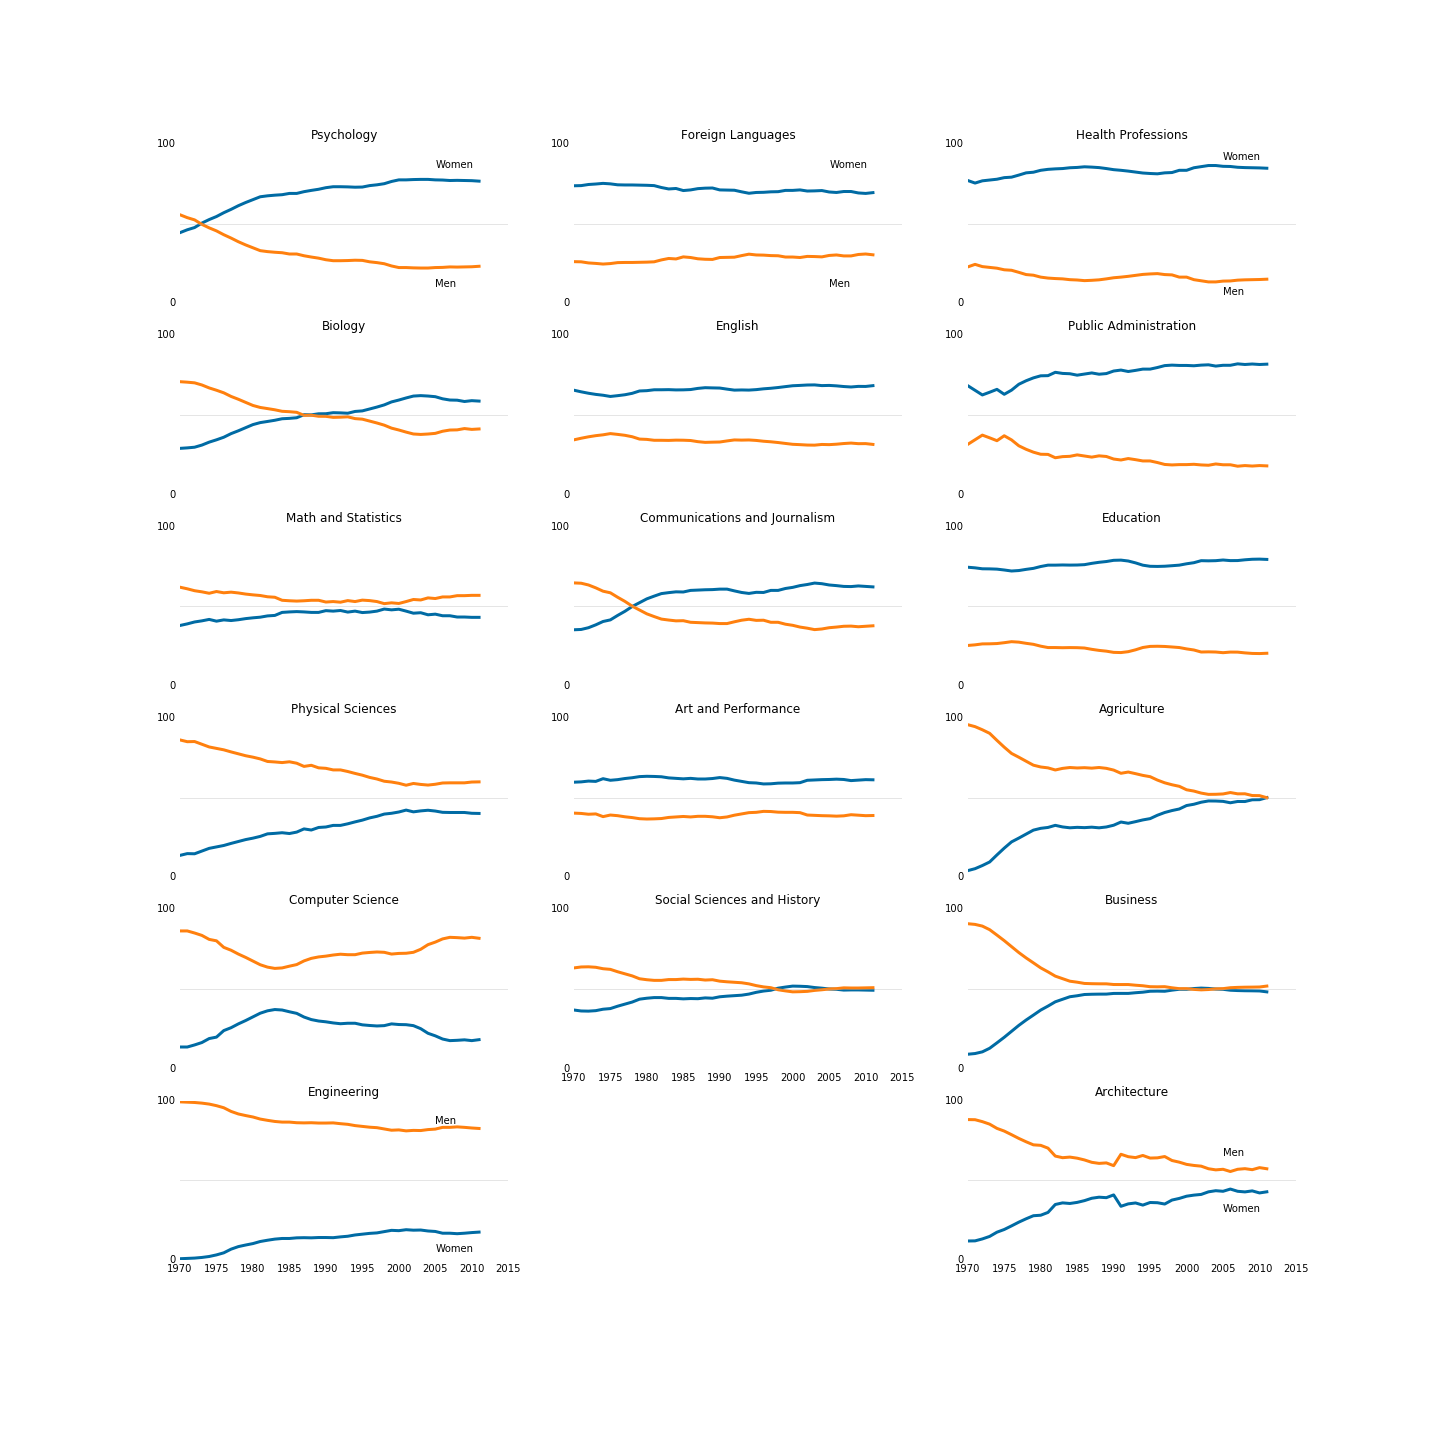 Psychology
100
Women
Men
0
Foreign Languages
100
Women
Men
0
Health Professions
100
Women
Men
0
Biology
100
0
English
100
0
Public Administration
100
0
Math and Statistics
100
0
Communications and Journalism
100
0
Education
100
0
Physical Sciences
100
0
Art and Performance
100
0
Agriculture
100
0
Computer Science
100
0
Social Sciences and History
100
0
1970 1975 1980 1985 1990 1995 2000 2005 2010 2015
Business
100
0
Engineering
100
Men
Women
0
1970 1975 1980 1985 1990 1995 2000 2005 2010 2015
Architecture
100
Men
Women
0
1970 1975 1980 1985 1990 1995 2000 2005 2010 2015